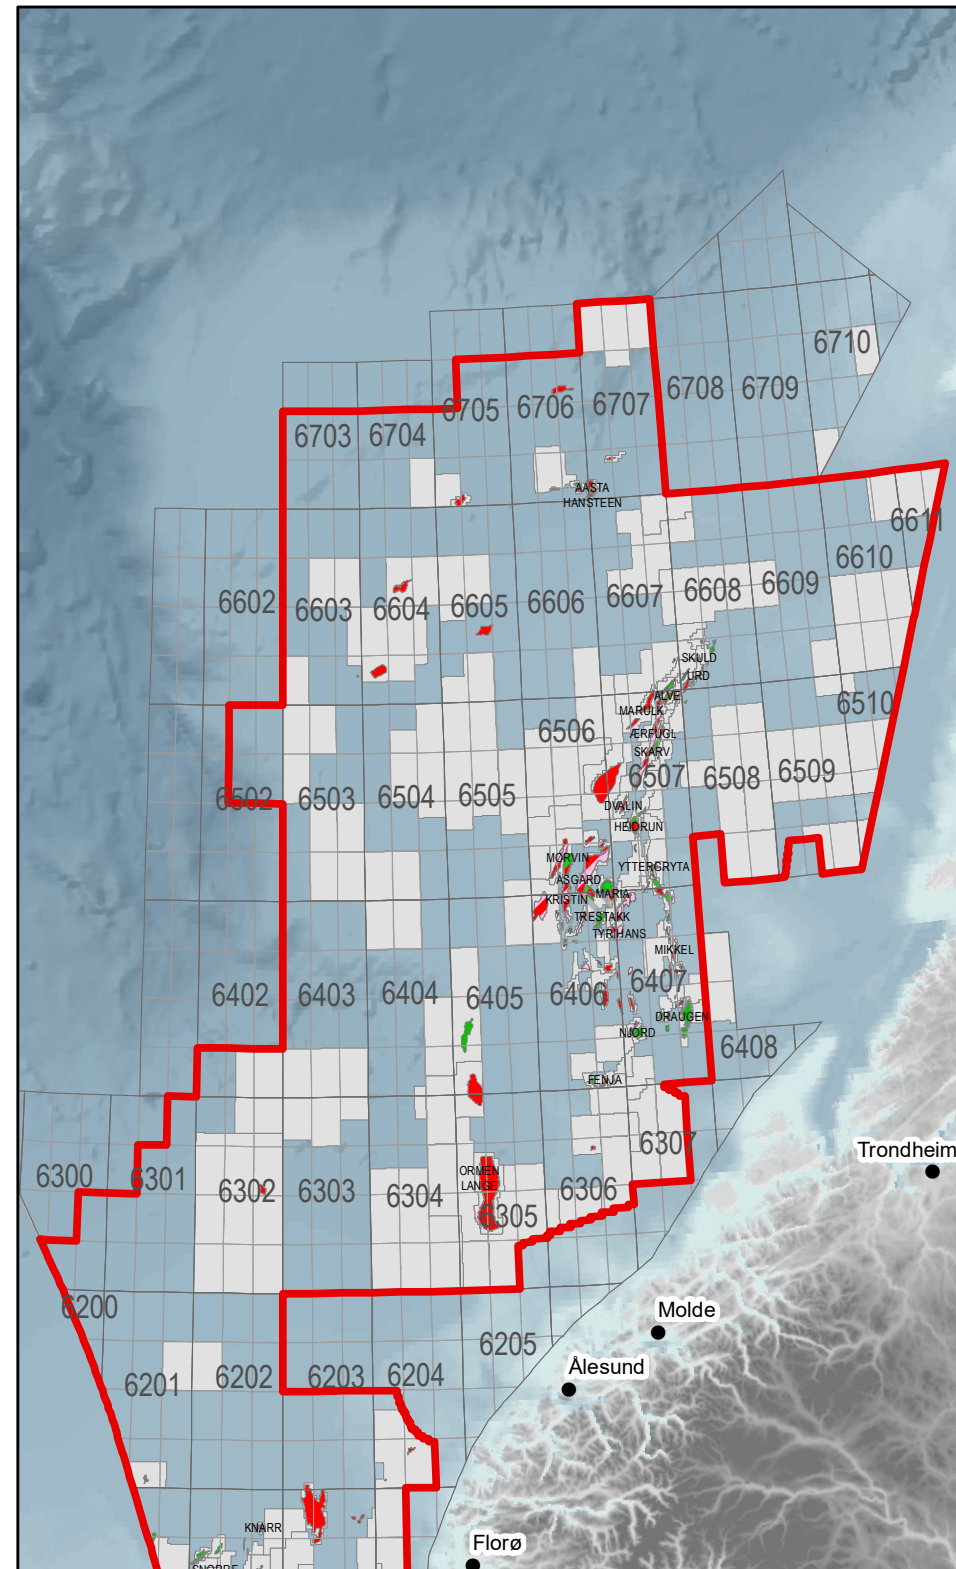 6710
6708 6709
6705 6706 6707
6703 6704
AASTA
HANSTEEN
6611
6610
6602 6603 6604 6605 6606 6607 6608 6609
SKULD
URD
ALVE
MARULK
6510
6506
ÆRFUGL
SKARV
6507 6508 6509
6502 6503 6504 6505
DVALIN
HEIDRUN
MORVIN
YTTERGRYTA
ÅSGARD
MARIA
KRISTIN
TRESTAKK
TYRIHANS
MIKKEL
6402 6403 6404 6405 6406 6407
DRAUGEN
NJORD
6408
FENJA
6307
Trondheim
6300 6301 6302 6303 6304 6305 6306
ORMEN
LANGE
6200
Molde
6205
Ålesund
6201 6202 6203 6204
KNARR
Florø
SNORRE